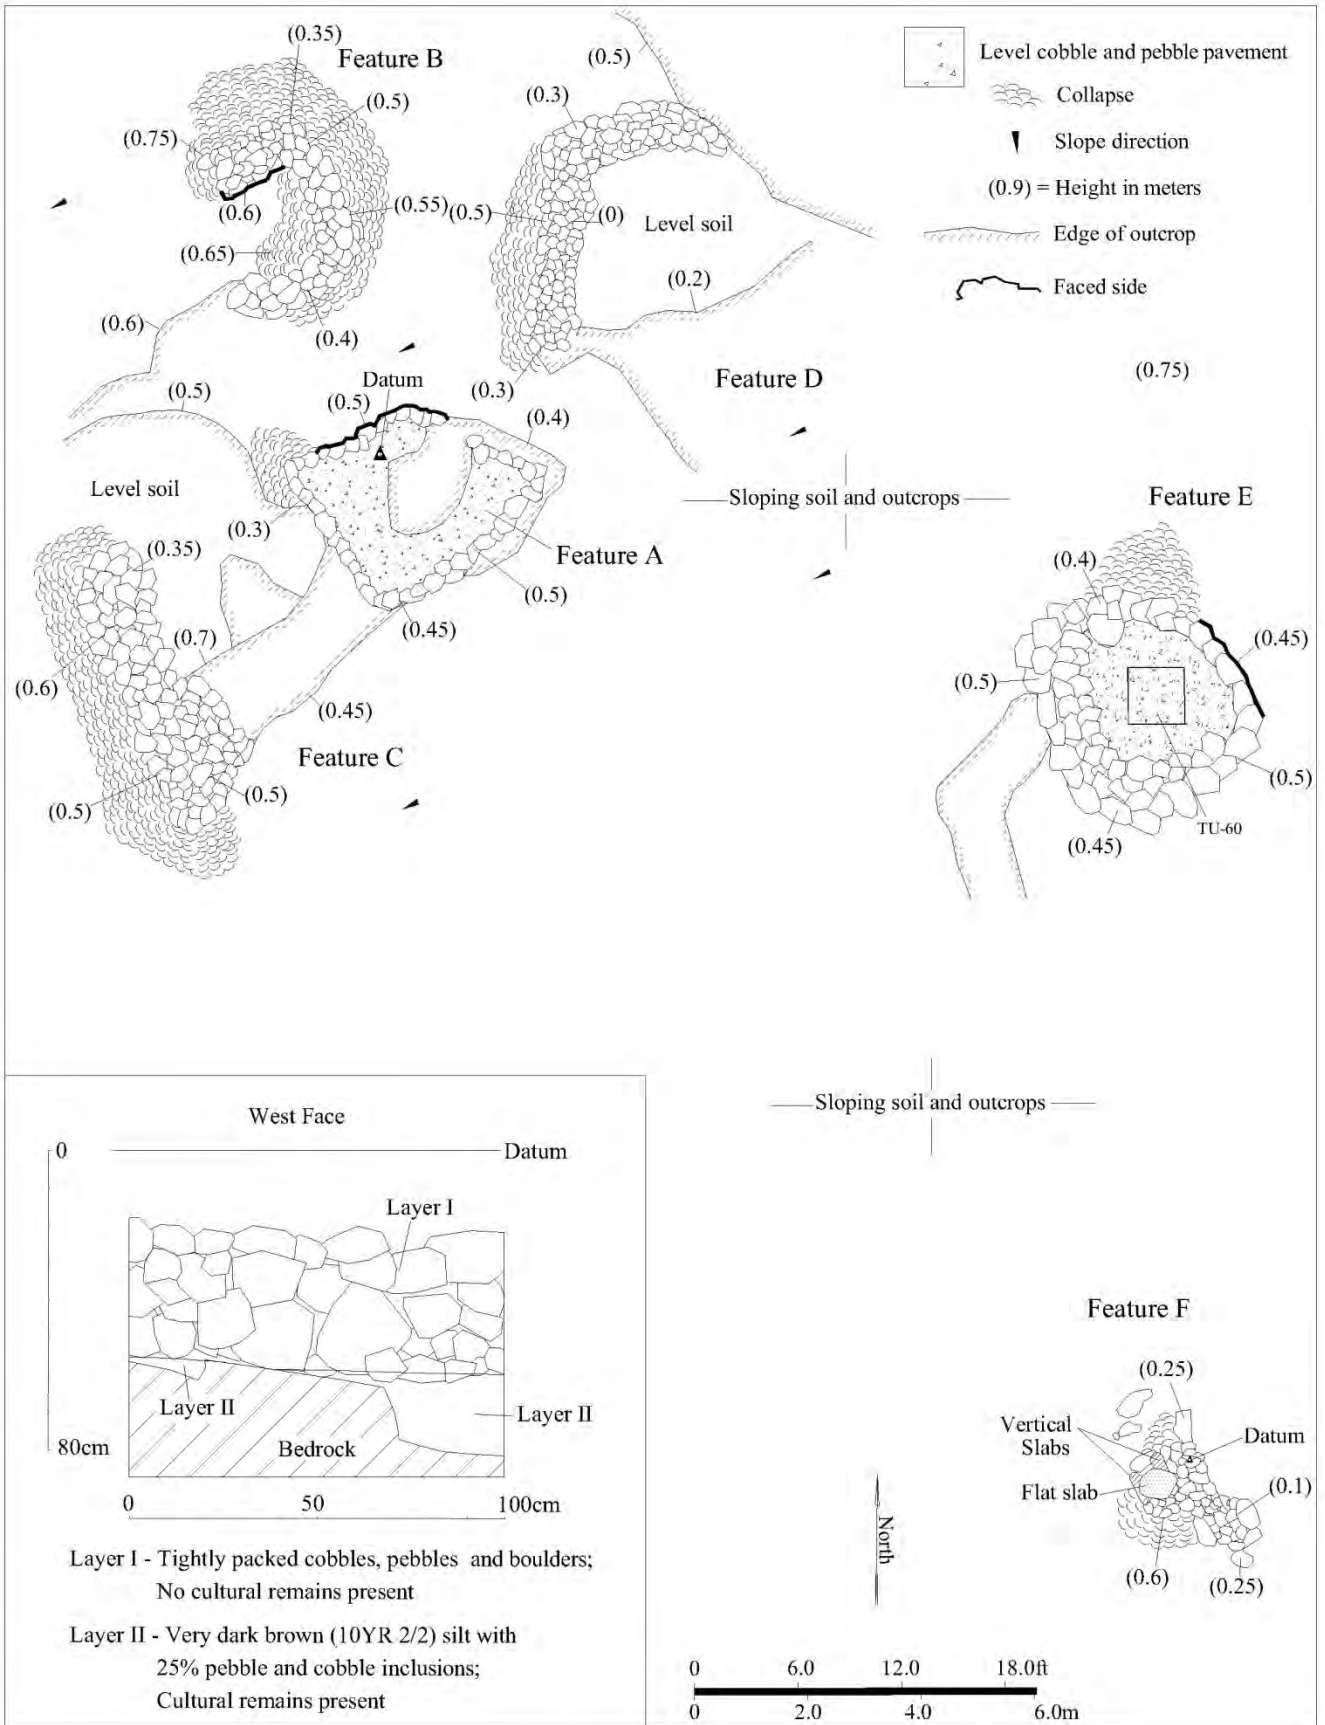 (0.35)
Feature B
(0.5)
(0.75)
(0.6)
(0.55)
(0.65)
(0.6)
(0.4)
(0.5)
(0.3)
(0.5)
(0)
Level soil
(0.2)
(0.3)
Feature D
Level cobble and pebble pavement
Collapse
Slope direction
(0.9) = Height in meters
Edge of outcrop
Faced side
(0.75)
(0.5)
Datum
(0.5)
(0.4)
Level soil
(0.3)
Feature A
(0.5)
(0.45)
(0.35)
(0.7)
(0.6)
(0.45)
Feature C
(0.5)
(0.5)
Sloping soil and outcrops
Feature E
(0.4)
(0.45)
(0.5)
(0.5)
TU-60
(0.45)
Sloping soil and outcrops
West Face
0
Datum
Layer I
Layer II
Layer II
80cm
Bedrock
0
50
100cm
Layer I - Tightly packed cobbles, pebbles and boulders;
No cultural remains present
Layer II - Very dark brown (10YR 2/2) silt with
25% pebble and cobble inclusions;
Cultural remains present
Feature F
(0.25)
Vertical
Slabs
Datum
Flat slab
(0.1)
(0.6)
(0.25)
North
0 6.0 12.0 18.0ft
0 2.0 4.0 6.0m